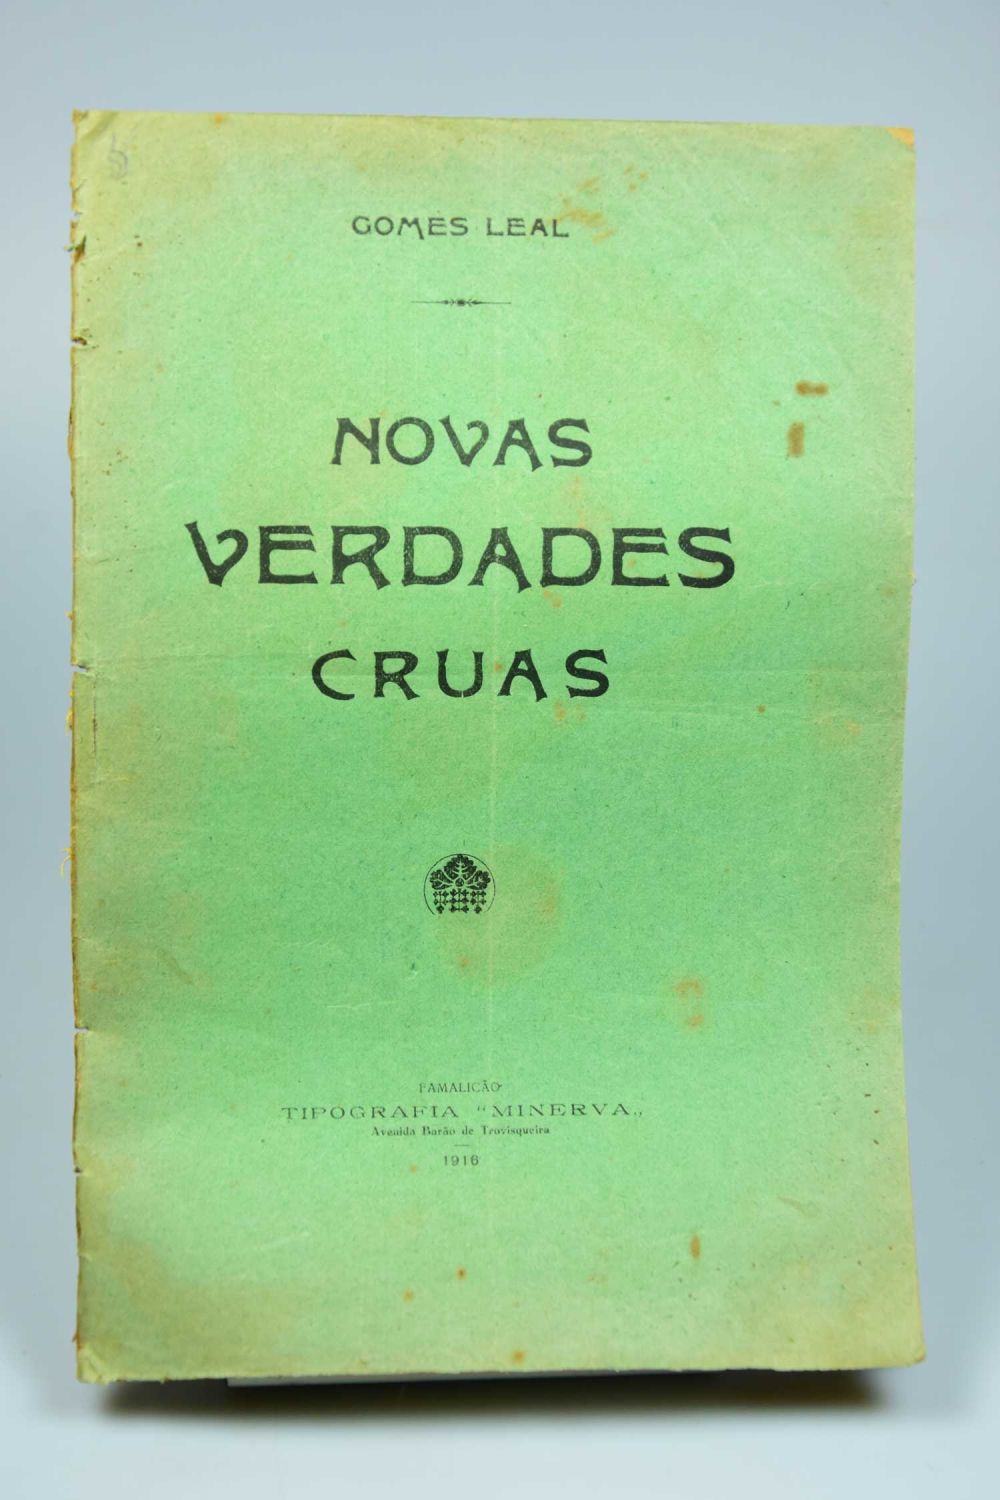 GOMES LEAL
NOVAS
VERDADES
CRUAS
FAMALICÃO
TIPOGRAFIA "MINERVA„
Avenida Barão de Trovisqueira
1916